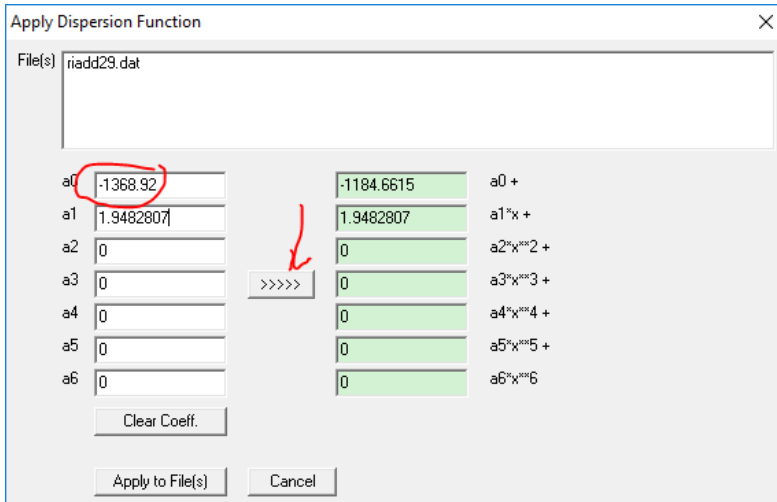 Apply Dispersion Function
File(s) riadd29.dat
a0 -1368.92 -1184.6615 a0 +
a1 1.9482807 1.9482807 a1*x +
a2 0 0 a2*x**2 +
a3 0 >>>>> 0 a3*x**3 +
a4 0 0 a4*x**4 +
a5 0 0 a5*x**5 +
a6 0 0 a6*x**6
Clear Coeff.
Apply to File(s) Cancel